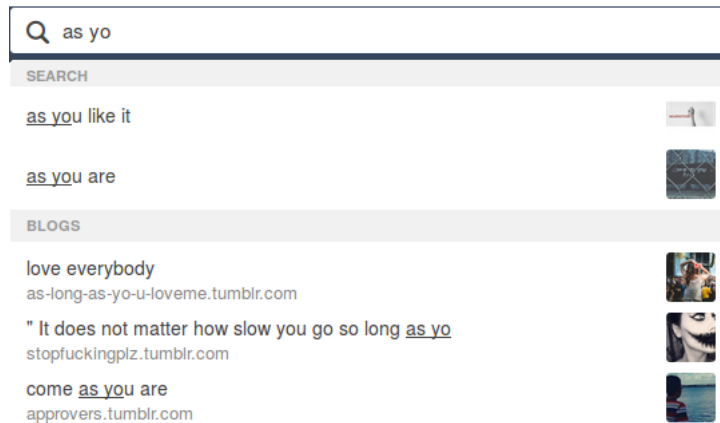 as yo
SEARCH
as you like it
as you are
BLOGS
love everybody
as-long-as-yo-u-loveme.tumblr.com
" It does not matter how slow you go so long as yo
stopfuckingplz.tumblr.com
come as you are
approvers.tumblr.com